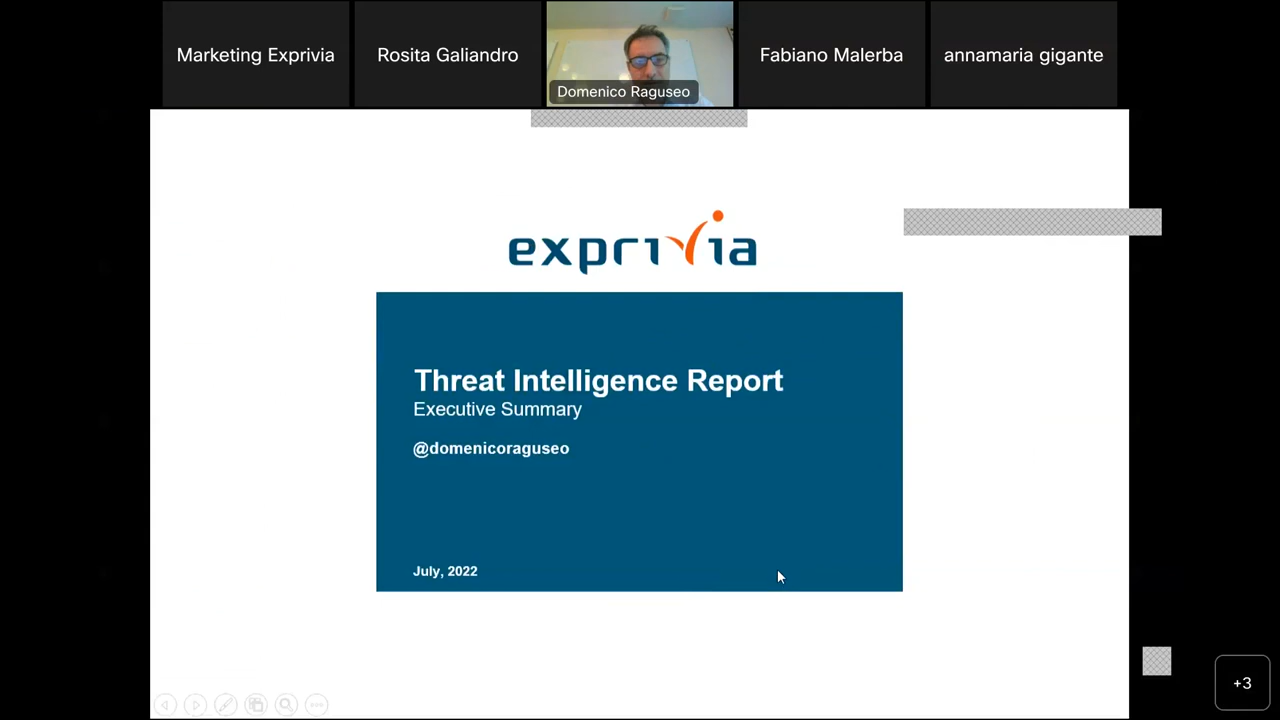 Marketing Exprivia
Rosita Galiandro
Domenico Raguseo
Fabiano Malerba
annamaria gigante
exprivia
Threat Intelligence Report
Executive Summary
@domenicoraguseo
July, 2022
+3